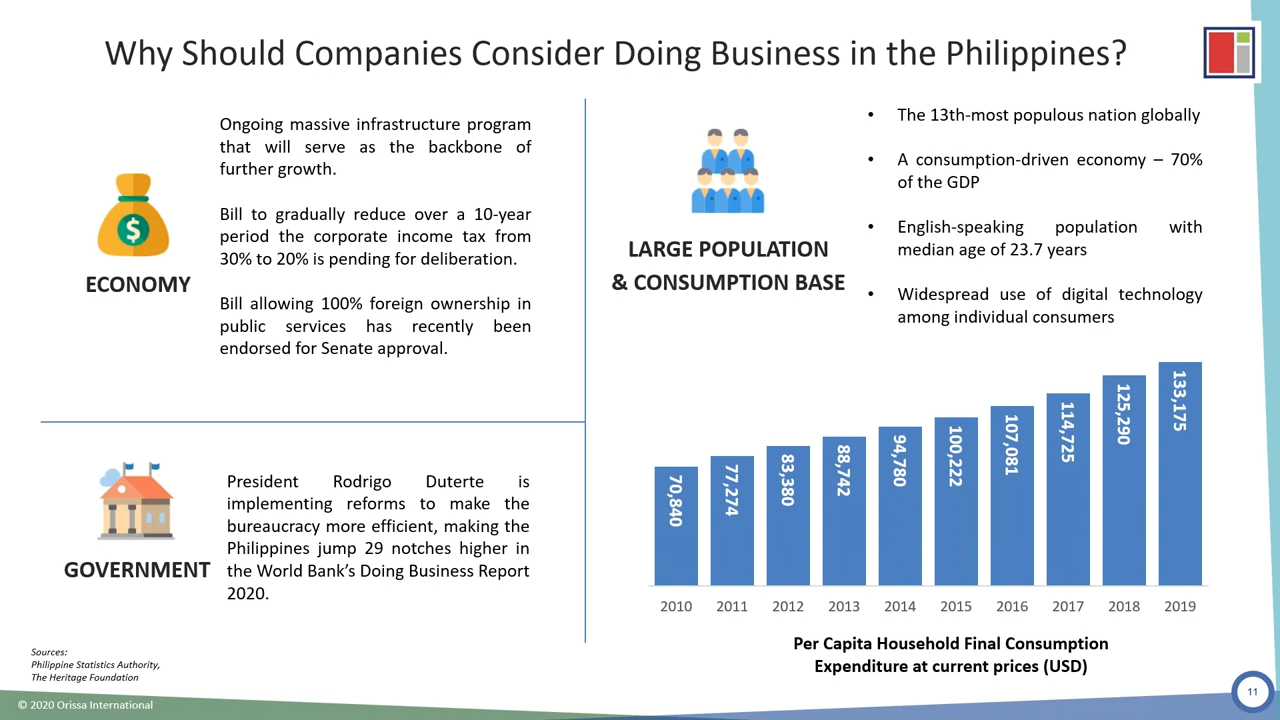 Why Should Companies Consider Doing Business in the Philippines?
ECONOMY
Ongoing massive infrastructure program
that will serve as the backbone of
further growth.
Bill to gradually reduce over a 10-year
period the corporate income tax from
30% to 20% is pending for deliberation.
Bill allowing 100% foreign ownership in
public services has recently been
endorsed for Senate approval.
GOVERNMENT
President Rodrigo Duterte is
implementing reforms to make the
bureaucracy more efficient, making the
Philippines jump 29 notches higher in
the World Bank’s Doing Business Report
2020.
LARGE POPULATION
& CONSUMPTION BASE
• The 13th-most populous nation globally
• A consumption-driven economy – 70%
of the GDP
• English-speaking population with
median age of 23.7 years
• Widespread use of digital technology
among individual consumers
70,840
77,274
83,380
88,742
94,780
100,222
107,081
114,725
125,290
133,175
2010 2011 2012 2013 2014 2015 2016 2017 2018 2019
Per Capita Household Final Consumption
Expenditure at current prices (USD)
Sources:
Philippine Statistics Authority,
The Heritage Foundation
© 2020 Orissa International
11